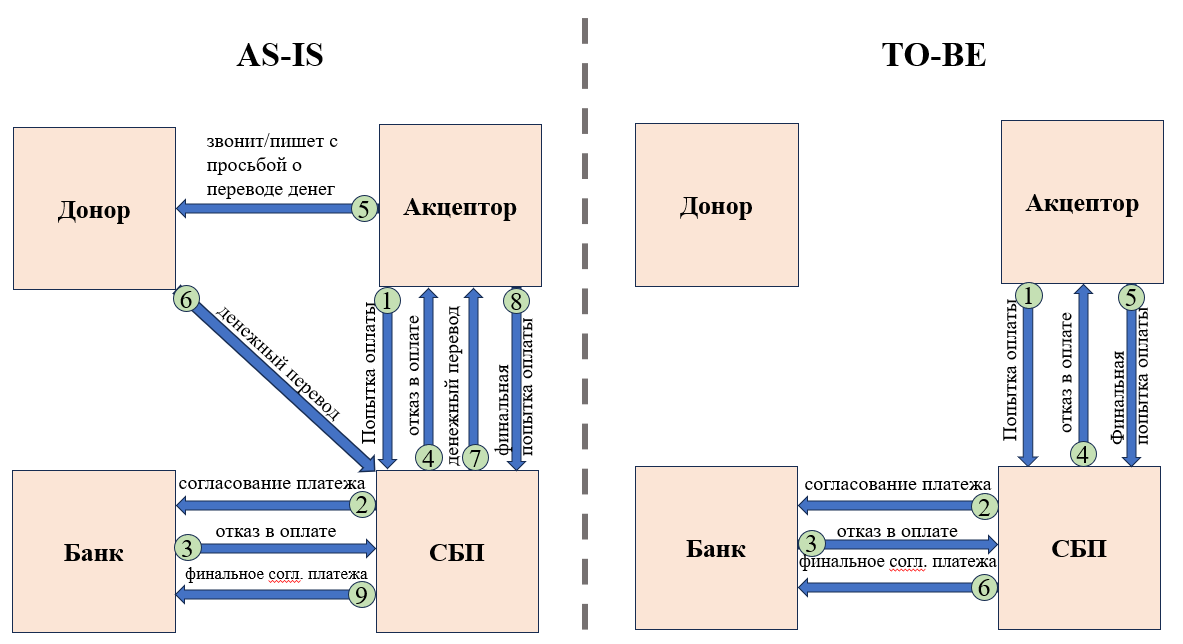 AS-IS
Донор
звонит/пишет с
просьбой о
переводе денег
5
Акцептор
6
денежный перевод
1
Попытка оплаты
отказ в оплате
4
денежный перевод
7
8
финальная
попытка оплаты
Банк
согласование платежа
2
3
отказ в оплате
финальное согл. платежа
9
СБП
TO-BE
Донор
Акцептор
1
Попытка оплаты
отказ в оплате
4
5
Финальная
попытка оплаты
Банк
согласование платежа
2
3
отказ в оплате
финальное согл. платежа
6
СБП